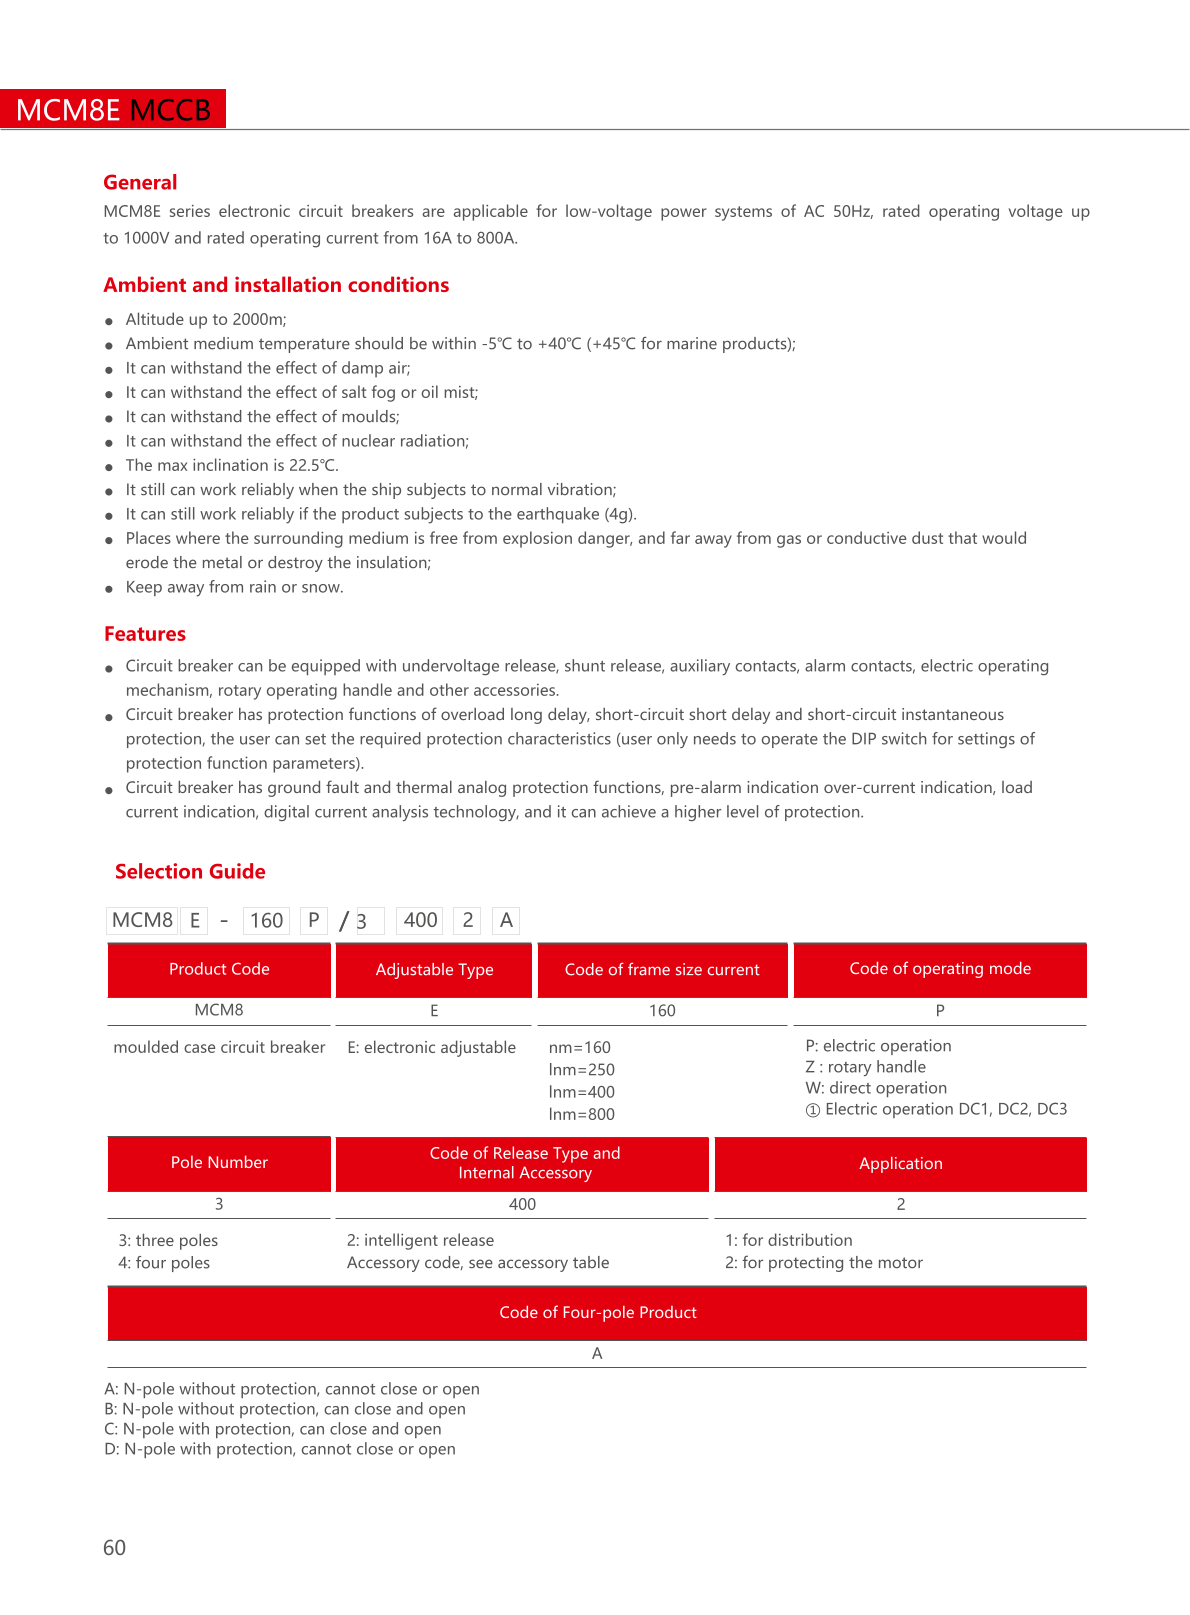 MCM8E MCCB
General
MCM8E series electronic circuit breakers are applicable for low-voltage power systems of AC 50Hz, rated operating voltage up
to 1000V and rated operating current from 16A to 800A.
Ambient and installation conditions
● Altitude up to 2000m;
● Ambient medium temperature should be within -5℃ to +40℃ (+45℃ for marine products);
● It can withstand the effect of damp air;
● It can withstand the effect of salt fog or oil mist;
● It can withstand the effect of moulds;
● It can withstand the effect of nuclear radiation;
● The max inclination is 22.5℃.
● It still can work reliably when the ship subjects to normal vibration;
● It can still work reliably if the product subjects to the earthquake (4g).
● Places where the surrounding medium is free from explosion danger, and far away from gas or conductive dust that would
erode the metal or destroy the insulation;
● Keep away from rain or snow.
Features
● Circuit breaker can be equipped with undervoltage release, shunt release, auxiliary contacts, alarm contacts, electric operating
mechanism, rotary operating handle and other accessories.
● Circuit breaker has protection functions of overload long delay, short-circuit short delay and short-circuit instantaneous
protection, the user can set the required protection characteristics (user only needs to operate the DIP switch for settings of
protection function parameters).
● Circuit breaker has ground fault and thermal analog protection functions, pre-alarm indication over-current indication, load
current indication, digital current analysis technology, and it can achieve a higher level of protection.
Selection Guide
MCM8 E - 160 P / 3 400 2 A
Product Code Adjustable Type Code of frame size current Code of operating mode
MCM8 E 160 P
moulded case circuit breaker E: electronic adjustable nm=160 P: electric operation
Inm=250 Z : rotary handle
Inm=400 W: direct operation
Inm=800 ① Electric operation DC1, DC2, DC3
Pole Number Code of Release Type and Application
Internal Accessory
3 400 2
3: three poles 2: intelligent release 1: for distribution
4: four poles Accessory code, see accessory table 2: for protecting the motor
Code of Four-pole Product
A
A: N-pole without protection, cannot close or open
B: N-pole without protection, can close and open
C: N-pole with protection, can close and open
D: N-pole with protection, cannot close or open
60